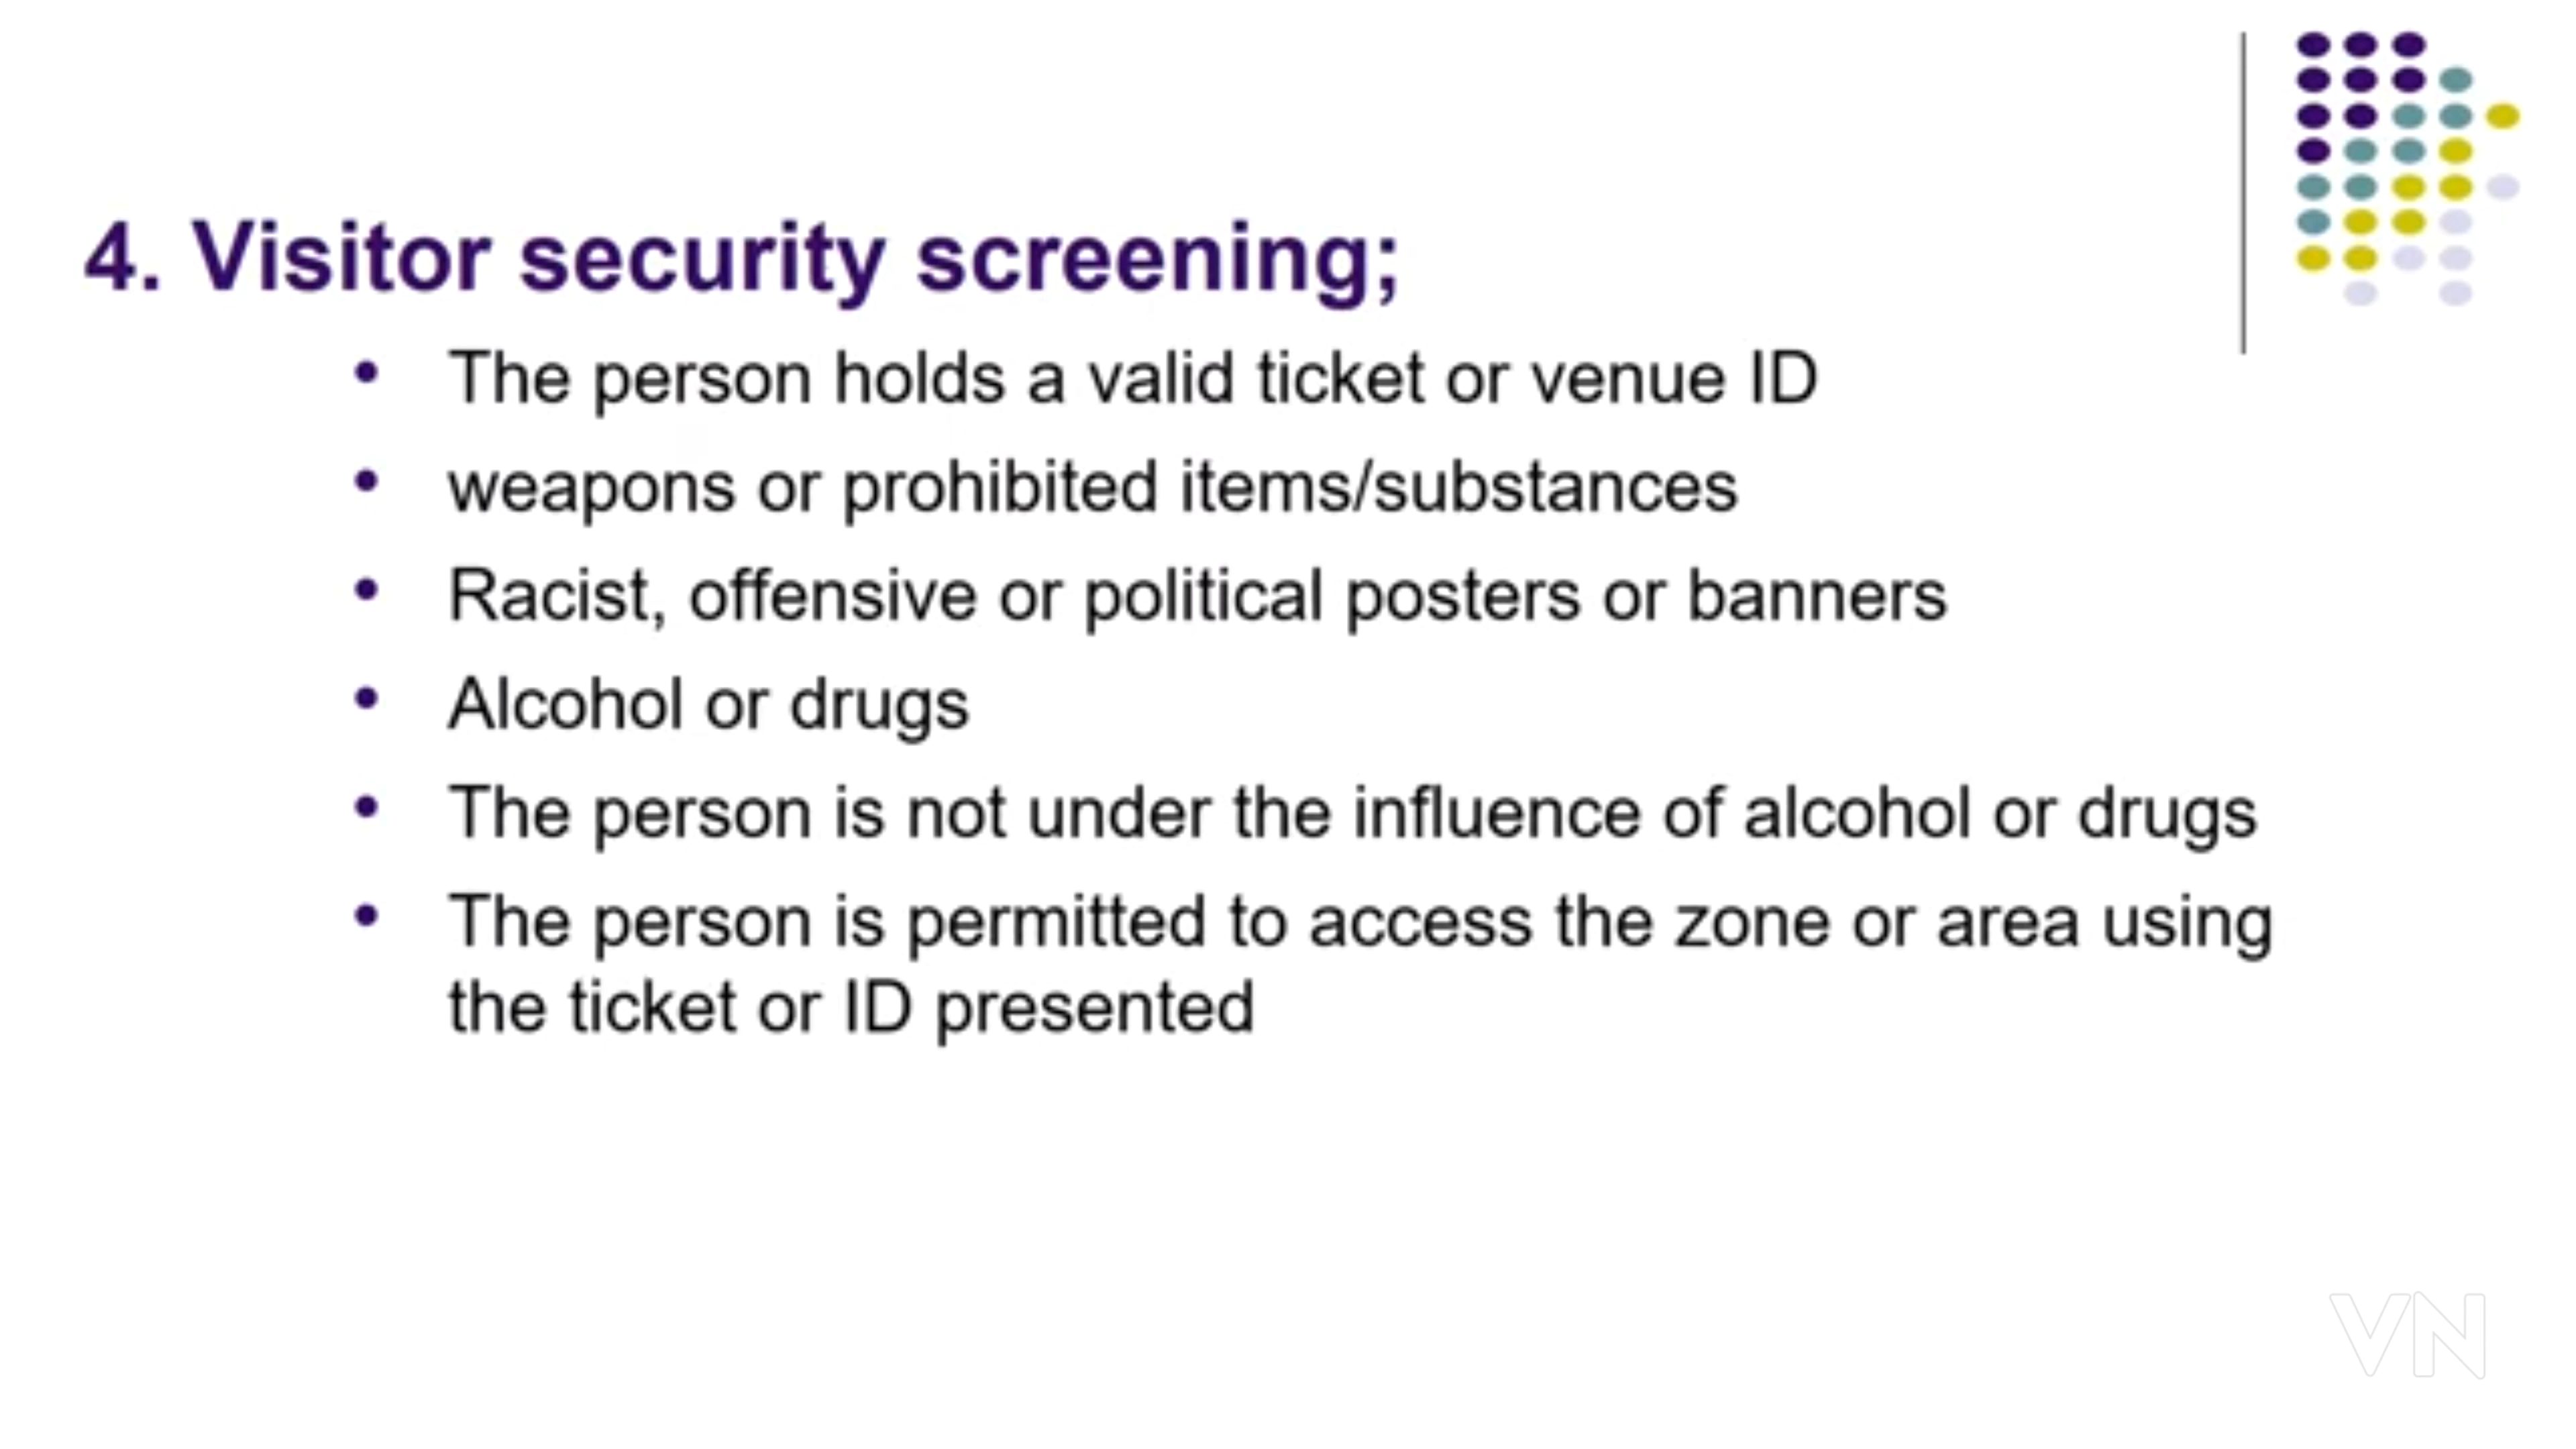 4. Visitor security screening;
• The person holds a valid ticket or venue ID
• weapons or prohibited items/substances
• Racist, offensive or political posters or banners
• Alcohol or drugs
• The person is not under the influence of alcohol or drugs
• The person is permitted to access the zone or area using
the ticket or ID presented
VN